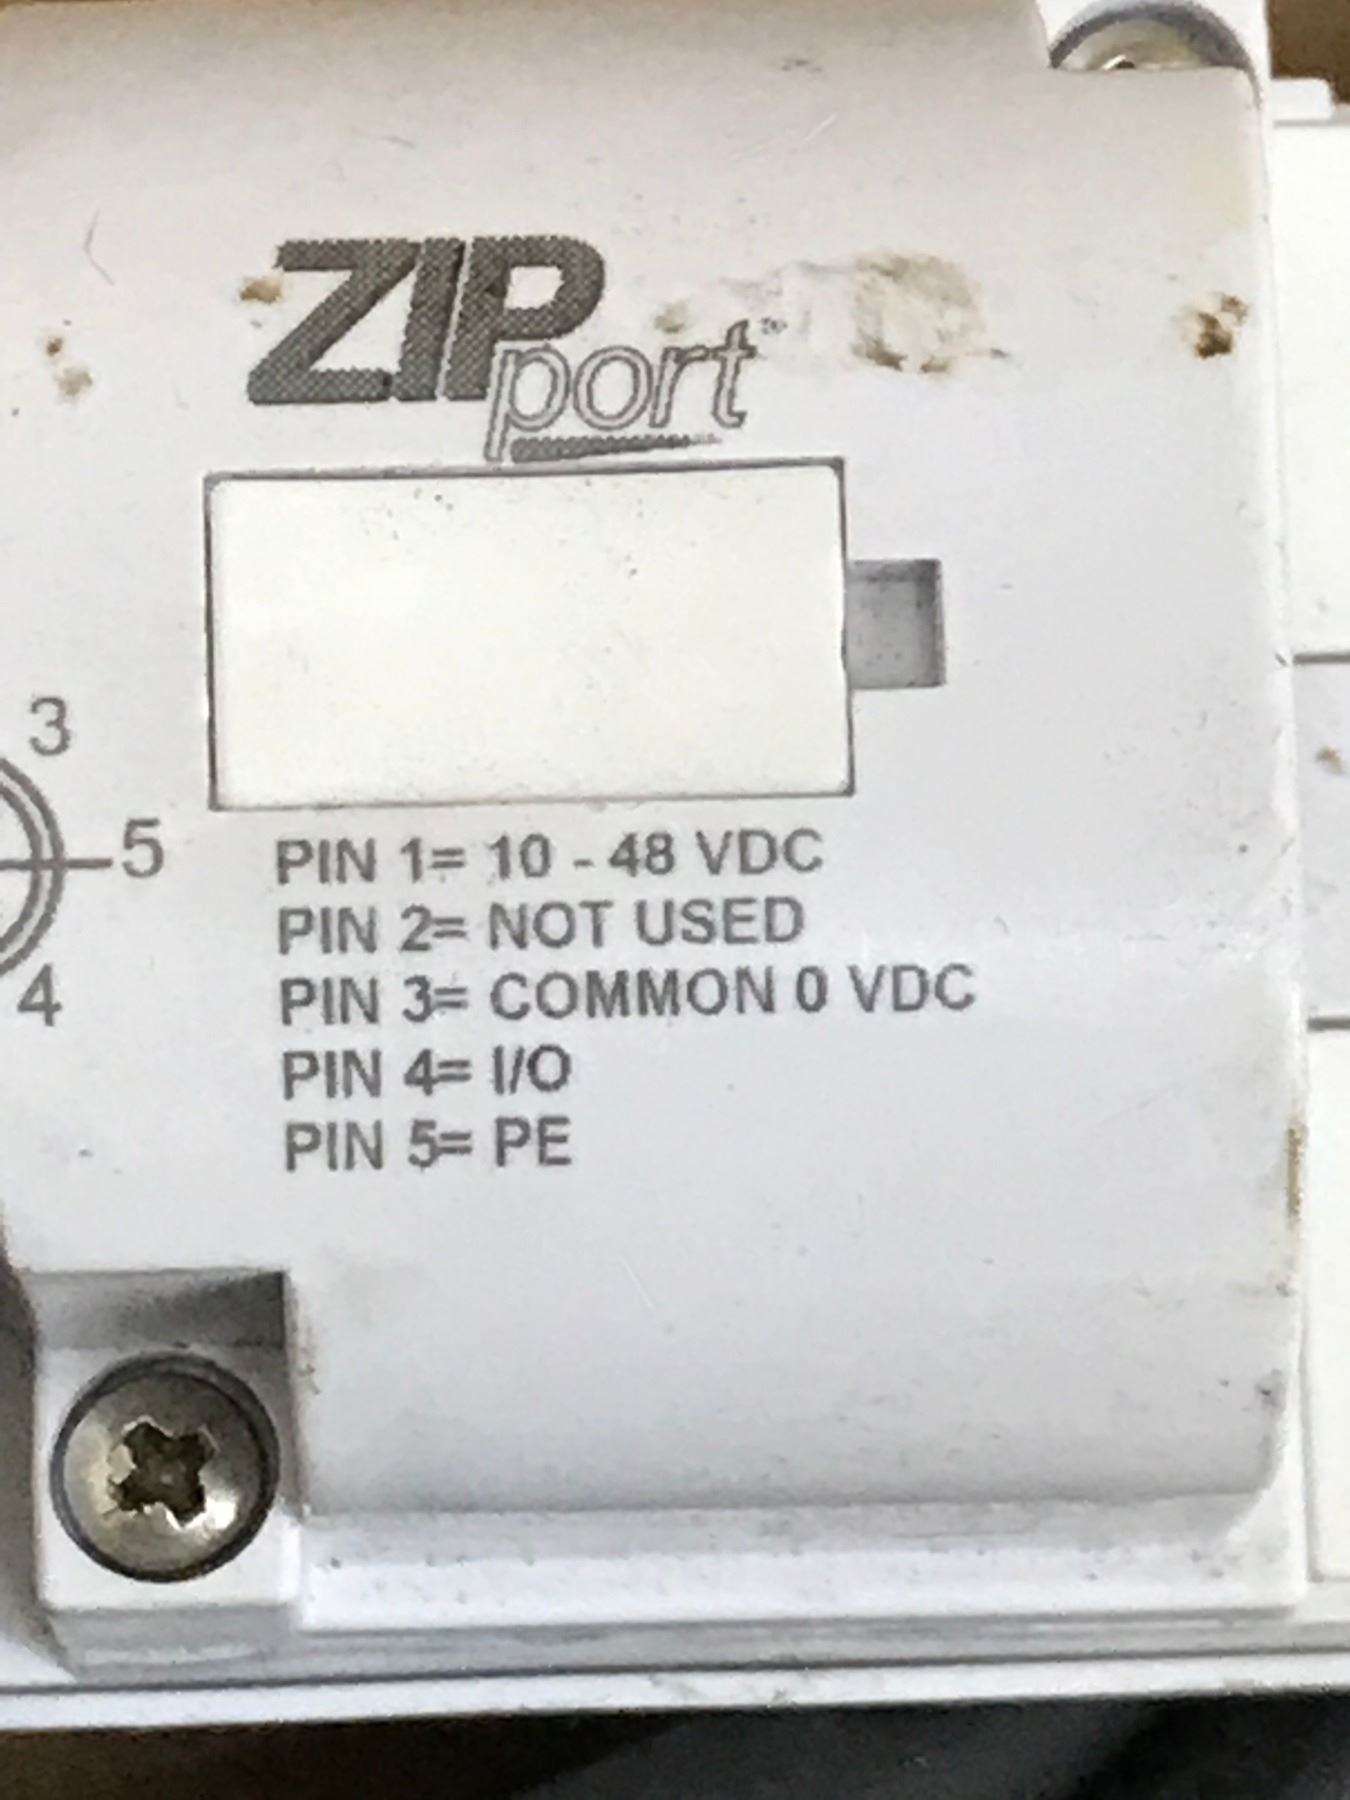 ZIP
port™
3
5
4
PIN 1= 10 - 48 VDC
PIN 2= NOT USED
PIN 3= COMMON 0 VDC
PIN 4= I/O
PIN 5= PE